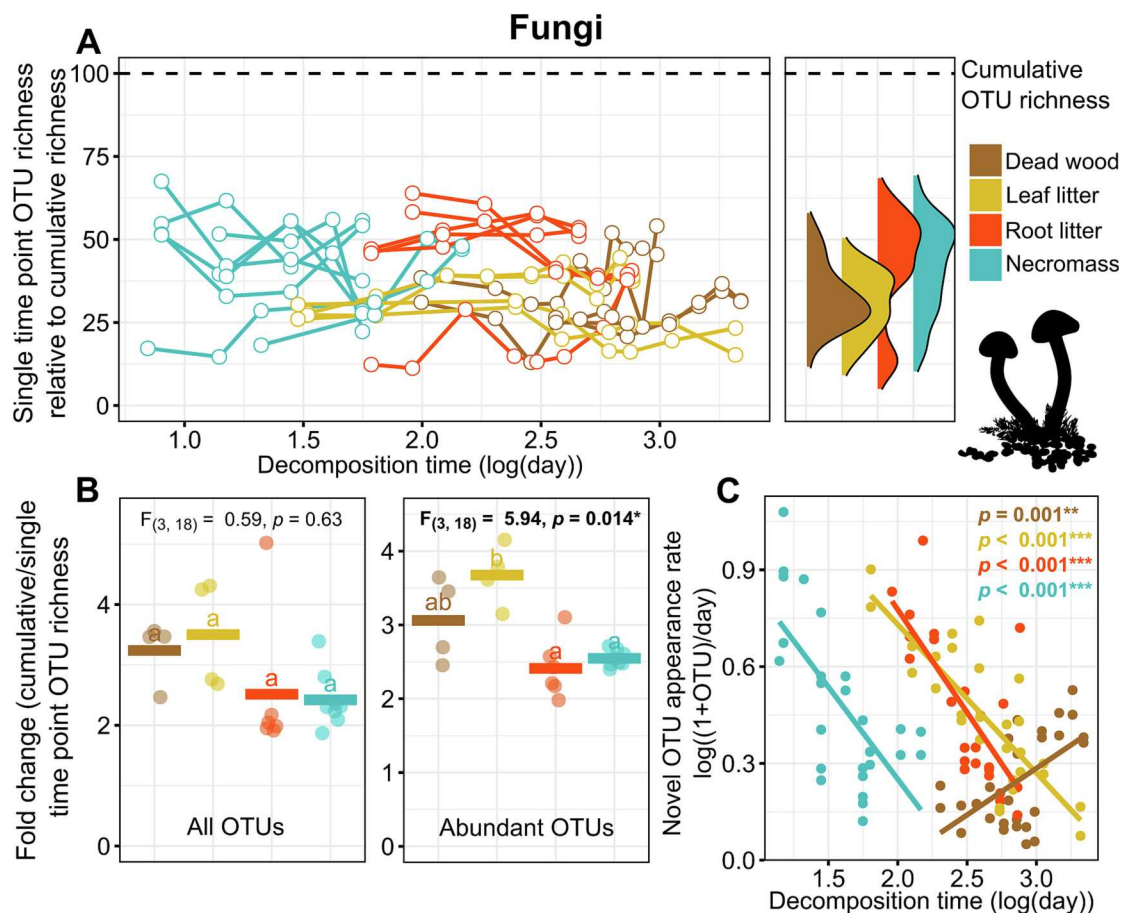 Fungi
A
Single time point OTU richness
relative to cumulative richness
100
75
50
25
0
1.0 1.5 2.0 2.5 3.0
Decomposition time (log(day))
Cumulative
OTU richness
Dead wood
Leaf litter
Root litter
Necromass
B
Fold change (cumulative/single
time point OTU richness
F(3, 18) = 0.59, p = 0.63
4
2
0
a a a a
All OTUs
F(3, 18) = 5.94, p = 0.014*
4
3
2
1
0
ab b a a
Abundant OTUs
C
Novel OTU appearance rate
log((1+OTU)/day)
p = 0.001**
p < 0.001***
p < 0.001***
p < 0.001***
0.9
0.6
0.3
0.0
1.5 2.0 2.5 3.0
Decomposition time (log(day))